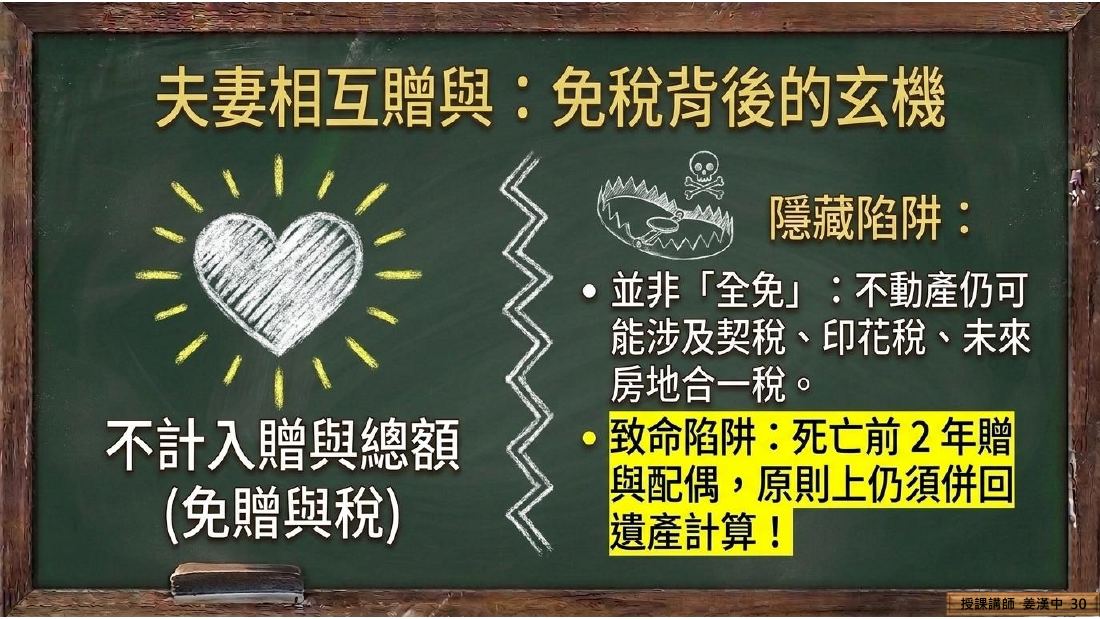 夫妻相互贈與：免稅背後的玄機
不計入贈與總額
(免贈與稅)
隱藏陷阱：
• 並非「全免」：不動產仍可
能涉及契稅、印花稅、未來
房地合一稅。
• 致命陷阱：死亡前 2 年贈
與配偶，原則上仍須併回
遺產計算！
授課講師 姜漢中 30